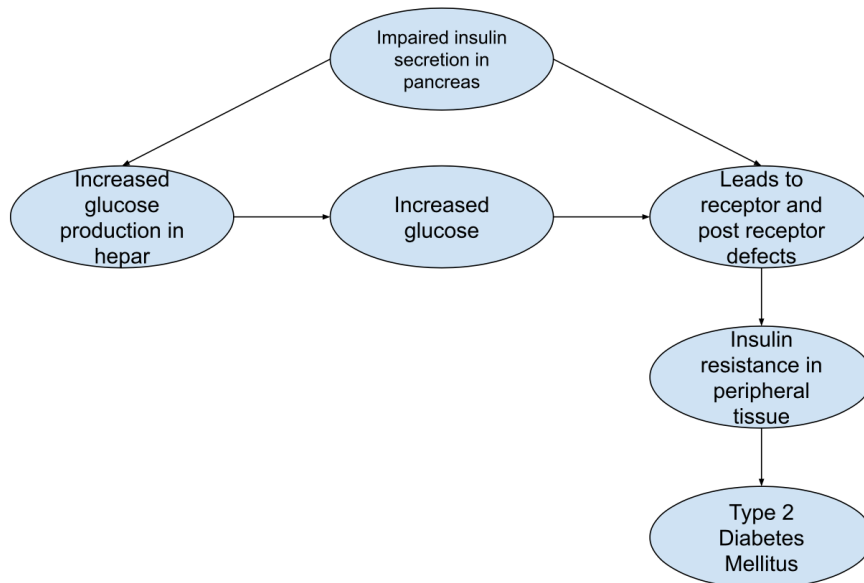 Impaired insulin
secretion in
pancreas
Increased
glucose
production in
hepar
Increased
glucose
Leads to
receptor and
post receptor
defects
Insulin
resistance in
peripheral
tissue
Type 2
Diabetes
Mellitus